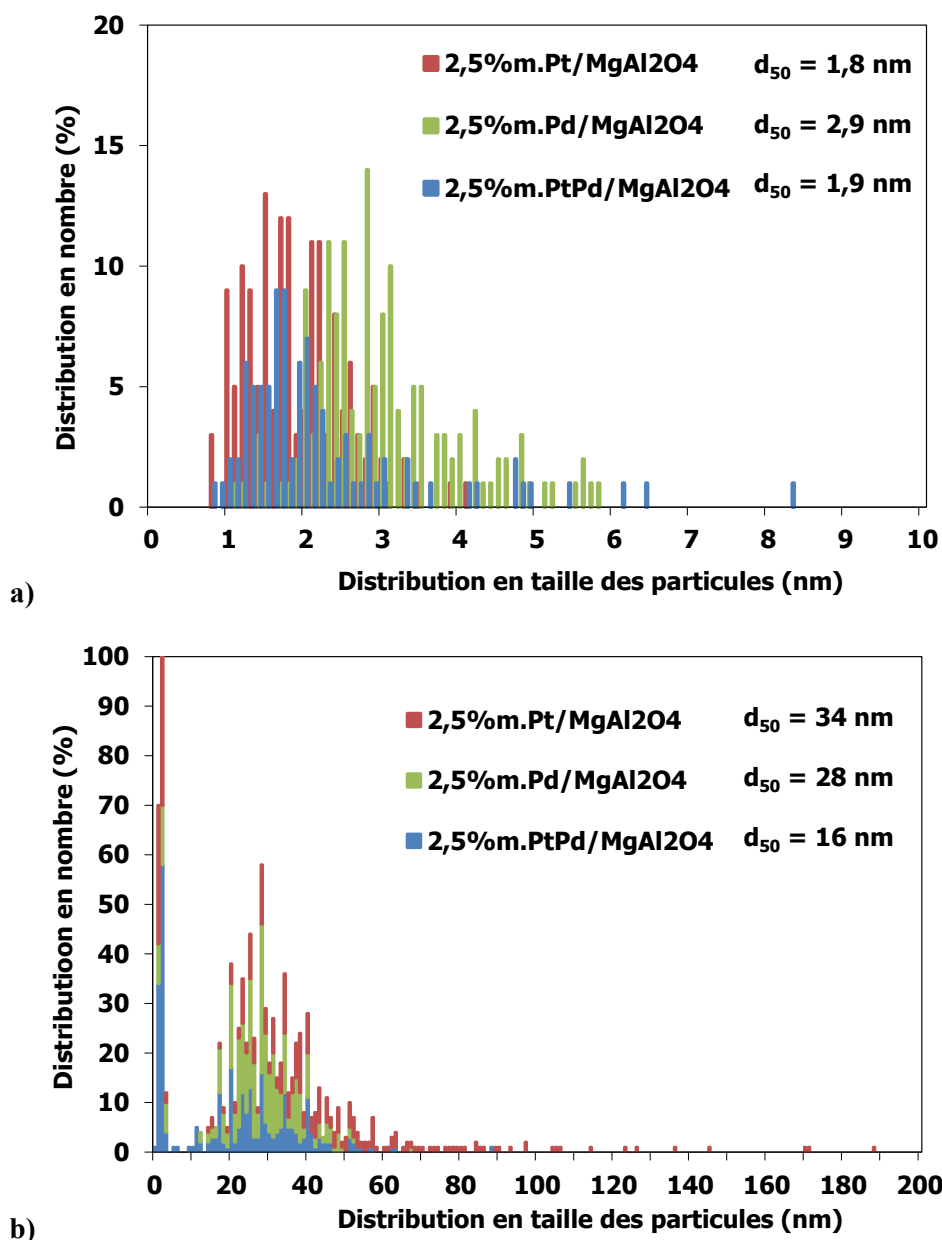 20
15
10
5
0
Distribution en nombre (%)
2,5%m.Pt/MgAl2O4 d50 = 1,8 nm
2,5%m.Pd/MgAl2O4 d50 = 2,9 nm
2,5%m.PtPd/MgAl2O4 d50 = 1,9 nm
0 1 2 3 4 5 6 7 8 9 10
Distribution en taille des particules (nm)
a)
100
90
80
70
60
50
40
30
20
10
0
Distributioon en nombre (%)
2,5%m.Pt/MgAl2O4 d50 = 34 nm
2,5%m.Pd/MgAl2O4 d50 = 28 nm
2,5%m.PtPd/MgAl2O4 d50 = 16 nm
0 20 40 60 80 100 120 140 160 180 200
Distribution en taille des particules (nm)
b)